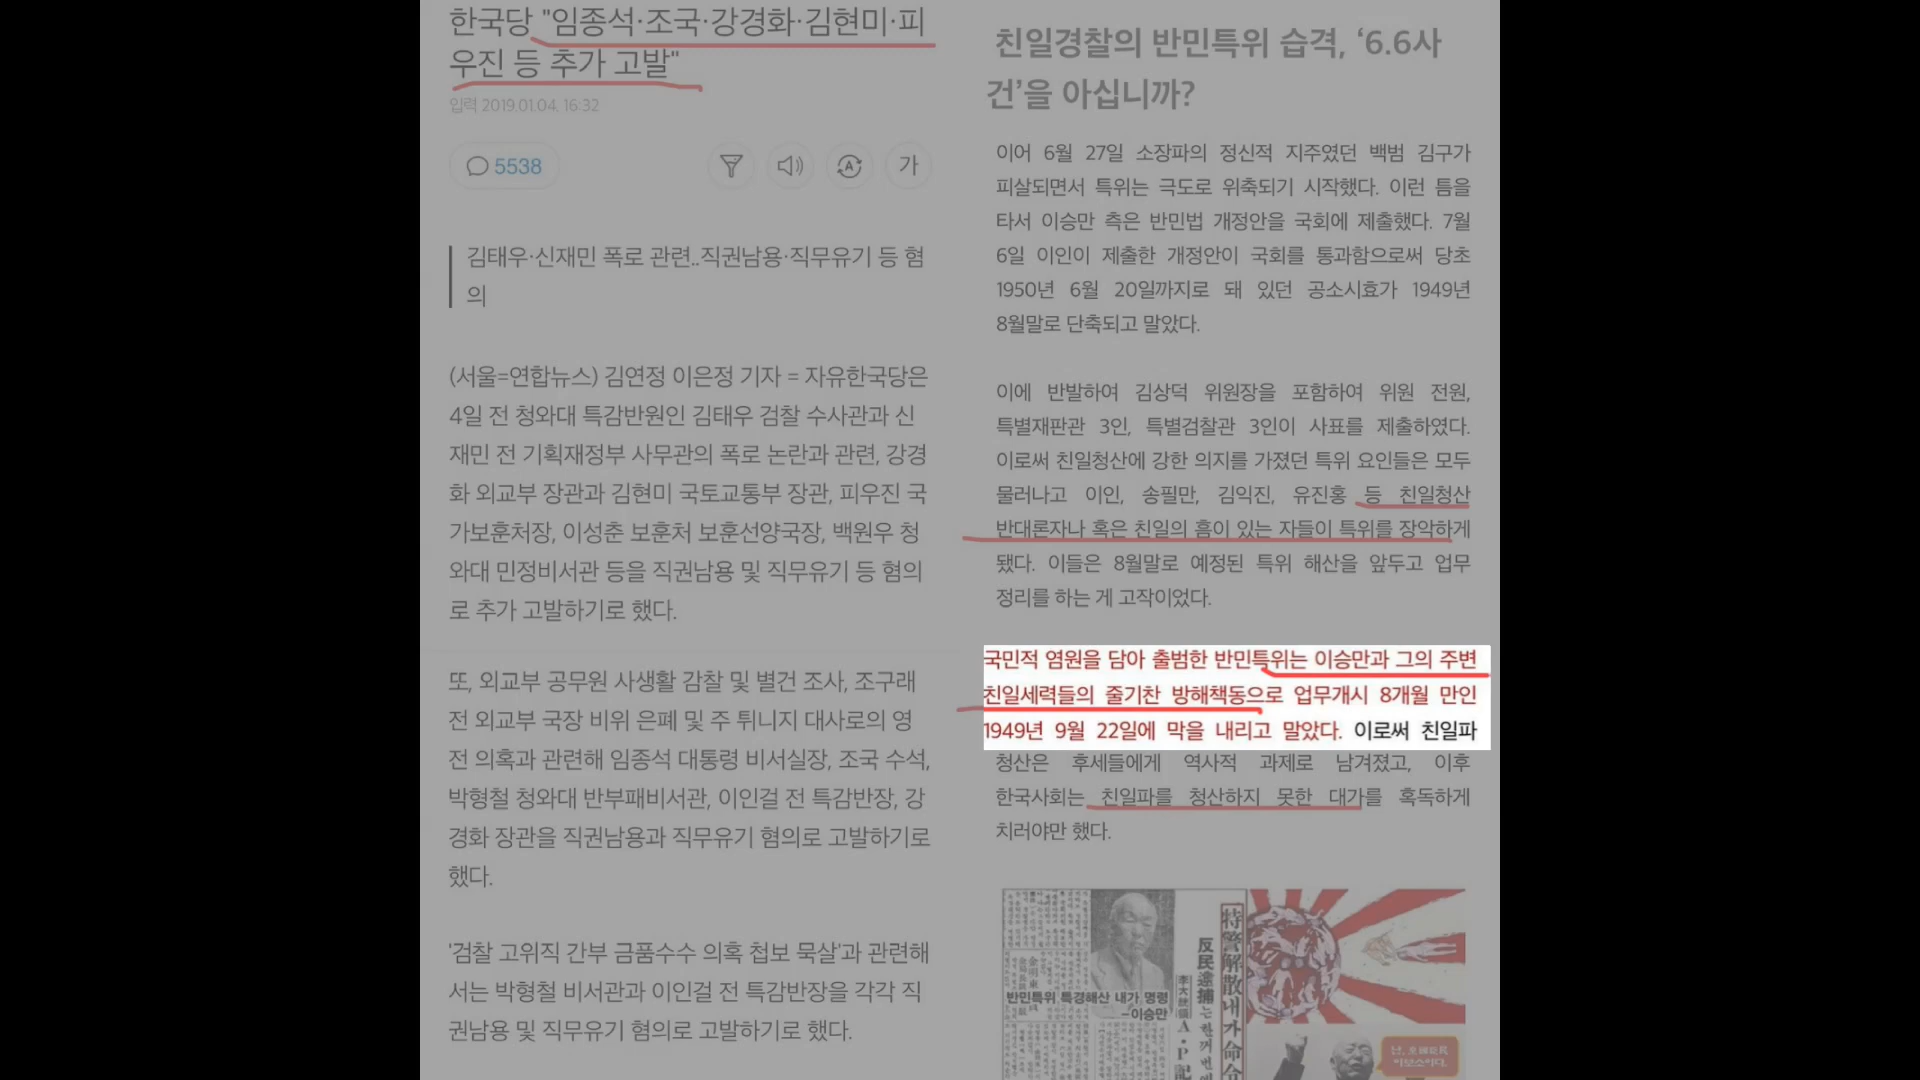 한국당 "임종석·조국·강경화·김현미·피
우진 등 추가 고발"
입력 2019.01.04. 16:32
5538
가
김태우·신재민 폭로 관련..직권남용·직무유기 등 혐
의
(서울=연합뉴스) 김연정 이은정 기자 = 자유한국당은
4일 전 청와대 특감반원인 김태우 검찰 수사관과 신
재민 전 기획재정부 사무관의 폭로 논란과 관련, 강경
화 외교부 장관과 김현미 국토교통부 장관, 피우진 국
가보훈처장, 이성춘 보훈처 보훈선양국장, 백원우 청
와대 민정비서관 등을 직권남용 및 직무유기 등 혐의
로 추가 고발하기로 했다.
또, 외교부 공무원 사생활 감찰 및 별건 조사, 조구래
전 외교부 국장 비위 은폐 및 주 튀니지 대사로의 영
전 의혹과 관련해 임종석 대통령 비서실장, 조국 수석,
박형철 청와대 반부패비서관, 이인걸 전 특감반장, 강
경화 장관을 직권남용과 직무유기 혐의로 고발하기로
했다.
'검찰 고위직 간부 금품수수 의혹 첩보 묵살'과 관련해
서는 박형철 비서관과 이인걸 전 특감반장을 각각 직
권남용 및 직무유기 혐의로 고발하기로 했다.
친일경찰의 반민특위 습격, ‘6.6사
건’을 아십니까?
이어 6월 27일 소장파의 정신적 지주였던 백범 김구가
피살되면서 특위는 극도로 위축되기 시작했다. 이런 틈을
타서 이승만 측은 반민법 개정안을 국회에 제출했다. 7월
6일 이인이 제출한 개정안이 국회를 통과함으로써 당초
1950년 6월 20일까지로 돼 있던 공소시효가 1949년
8월말로 단축되고 말았다.
이에 반발하여 김상덕 위원장을 포함하여 위원 전원,
특별재판관 3인, 특별검찰관 3인이 사표를 제출하였다.
이로써 친일청산에 강한 의지를 가졌던 특위 요인들은 모두
물러나고 이인, 송필만, 김익진, 유진홍 등 친일청산
반대론자나 혹은 친일의 흠이 있는 자들이 특위를 장악하게
됐다. 이들은 8월말로 예정된 특위 해산을 앞두고 업무
정리를 하는 게 고작이었다.
국민적 염원을 담아 출범한 반민특위는 이승만과 그의 주변
친일세력들의 줄기찬 방해책동으로 업무개시 8개월 만인
1949년 9월 22일에 막을 내리고 말았다. 이로써 친일파
청산은 후세들에게 역사적 과제로 남겨졌고, 이후
한국사회는 친일파를 청산하지 못한 대가를 혹독하게
치러야만 했다.
반민특위 특경해산 내가 명령
-이승만
特警解散내가命令
反民逮捕는한꺼번에
李大統領
A·P記